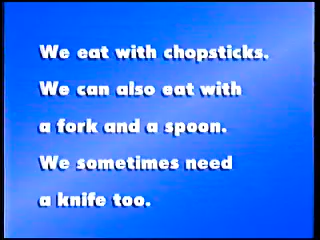 We eat with chopsticks.
We can also eat with
a fork and a spoon.
We sometimes need
a knife too.